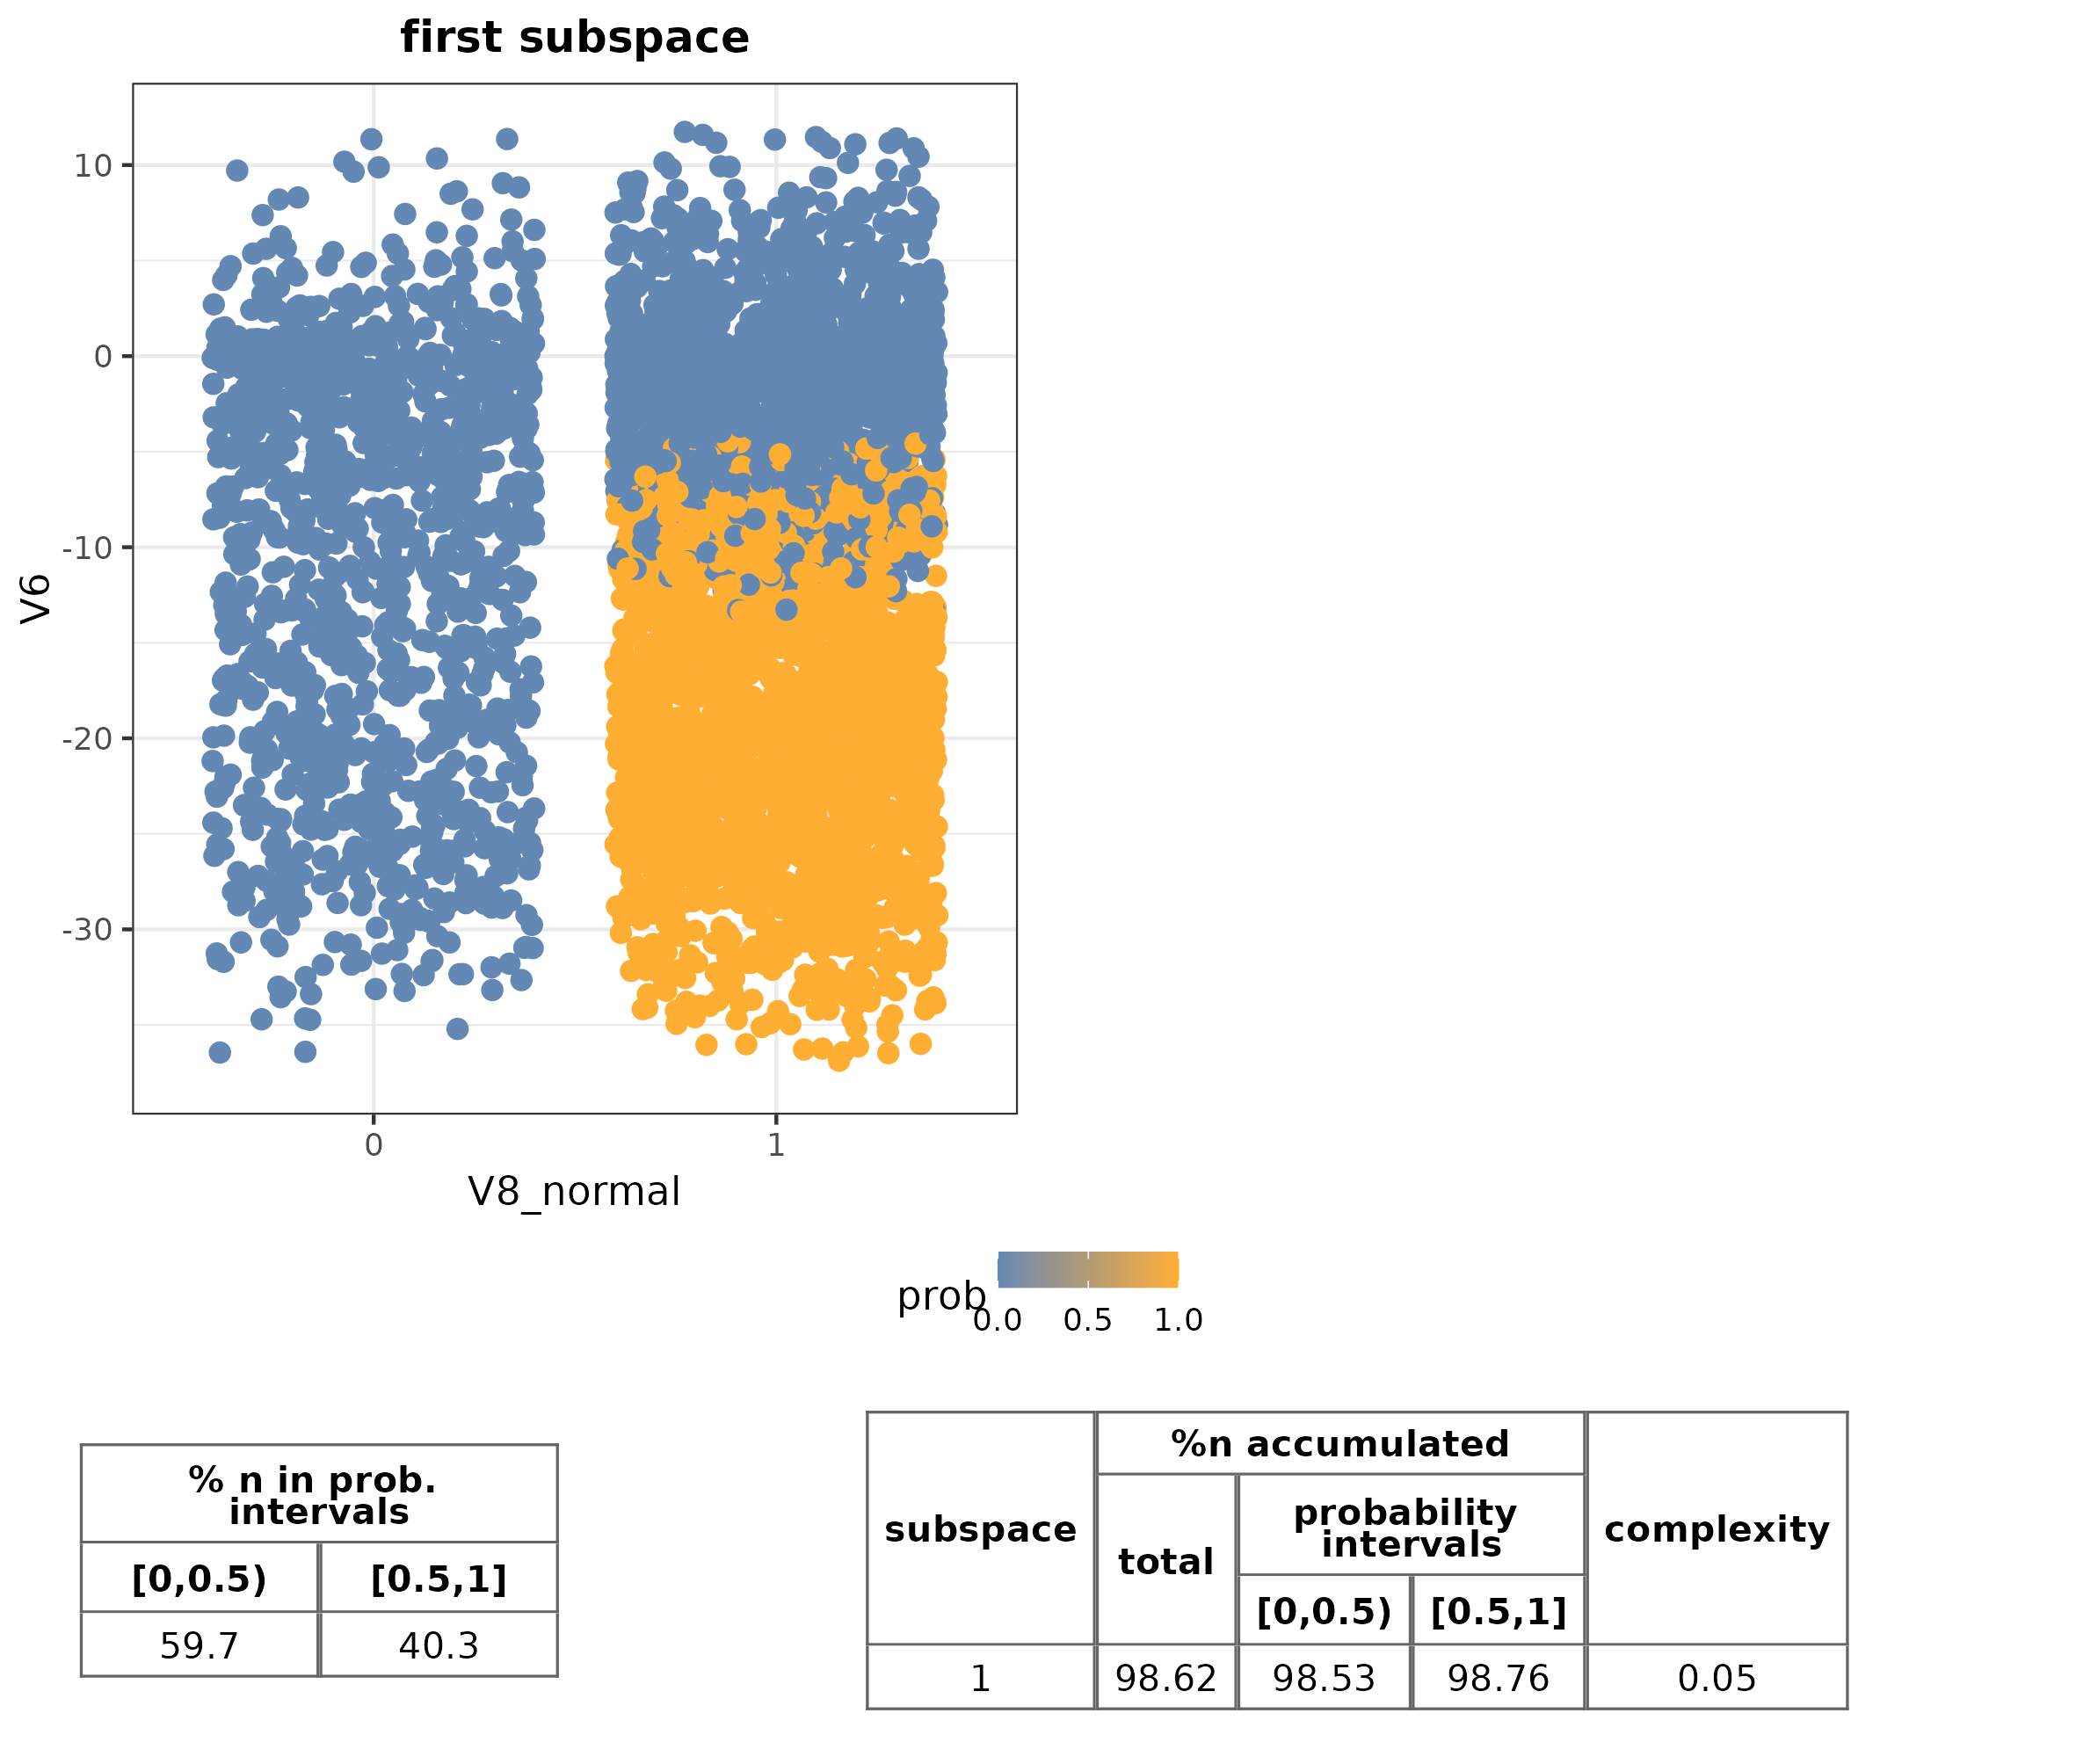 first subspace
10
0
-10
-20
-30
V6
0 1
V8_normal
prob
0.0 0.5 1.0
% n in prob.
intervals
[0,0.5) [0.5,1]
59.7 40.3
%n accumulated
subspace
total
probability
intervals
complexity
[0,0.5) [0.5,1]
1 98.62 98.53 98.76 0.05